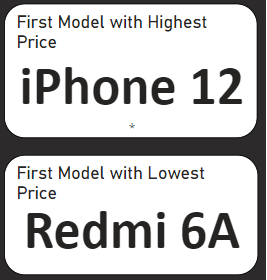 First Model with Highest
Price
iPhone 12
*
First Model with Lowest
Price
Redmi 6A